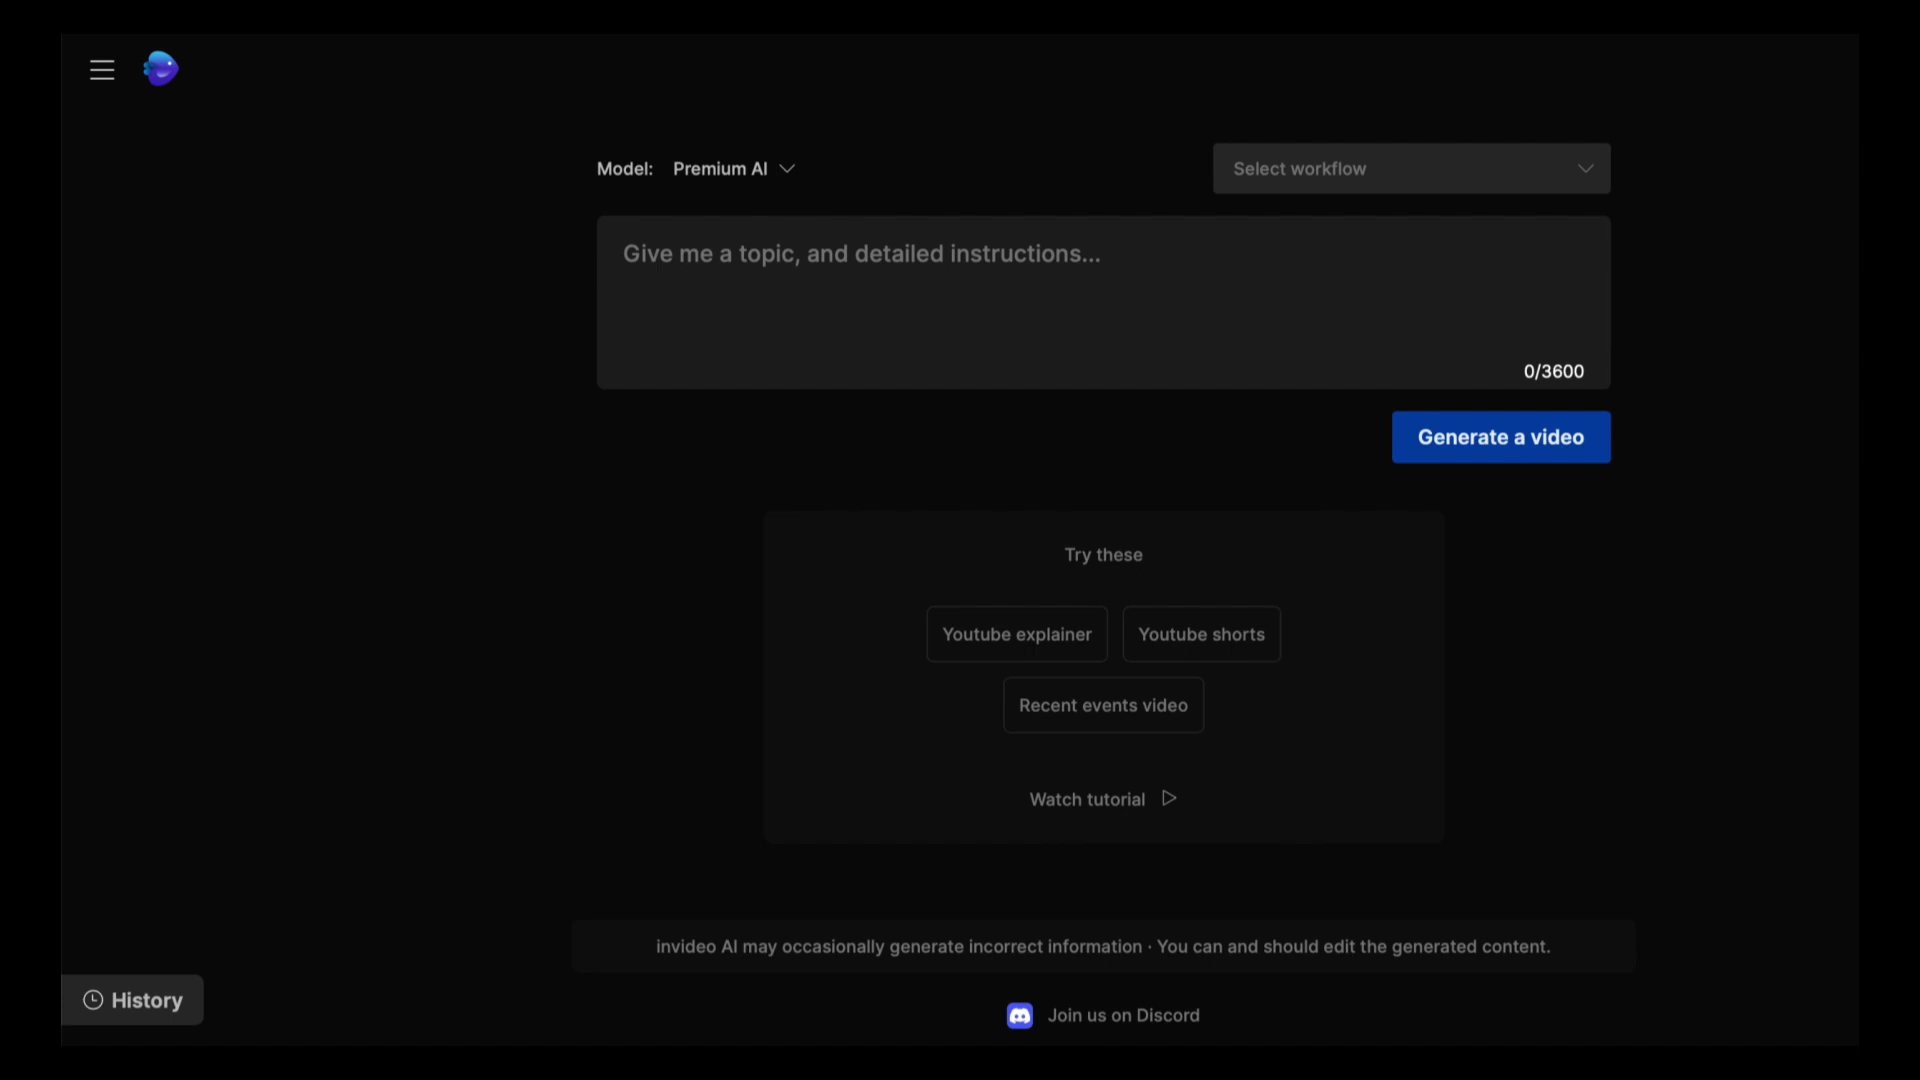 Model: Premium AI
Select workflow
Give me a topic, and detailed instructions...
0/3600
Generate a video
Try these
Youtube explainer
Youtube shorts
Recent events video
Watch tutorial
invideo AI may occasionally generate incorrect information · You can and should edit the generated content.
History
Join us on Discord